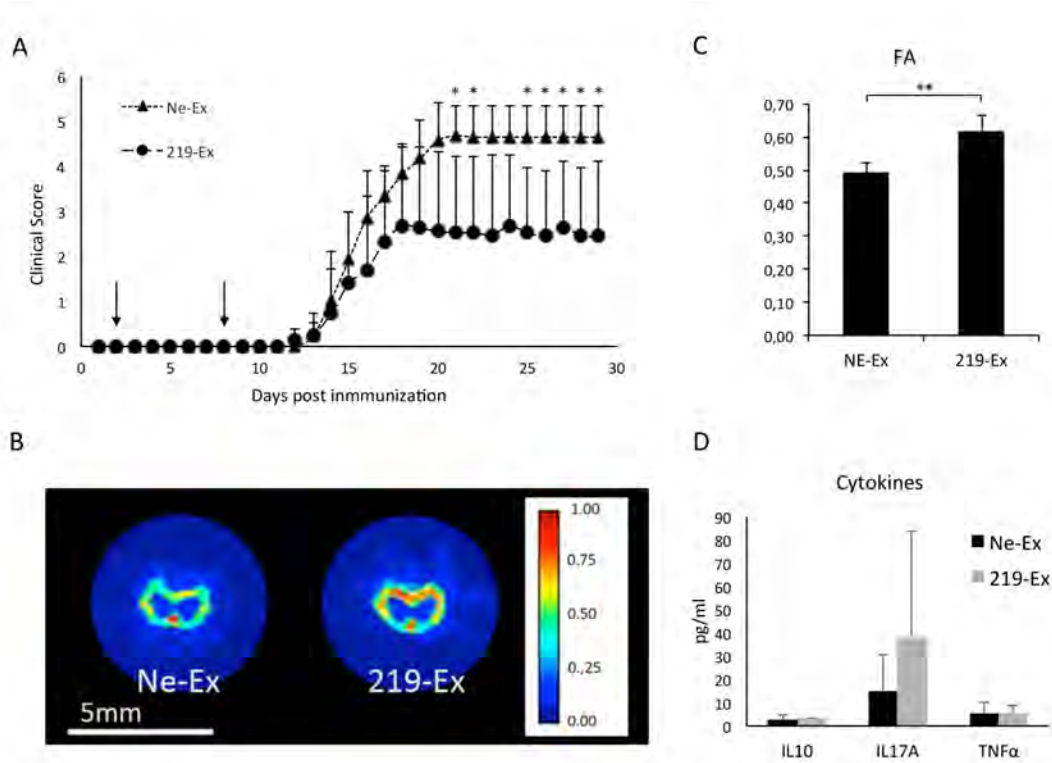 A
6
5
4
3
2
1
0
Clinical Score
Ne-Ex
219-Ex
* * * * * * *
0 5 10 15 20 25 30
Days post inmmunization
B
Ne-Ex
219-Ex
5mm
1.00
0.75
0.50
0.,25
0.00
C
FA
**
0,70
0,60
0,50
0,40
0,30
0,20
0,10
0,00
NE-Ex 219-Ex
D
Cytokines
90
80
70
60
50
40
30
20
10
0
pg/ml
Ne-Ex
219-Ex
IL10 IL17A TNFα